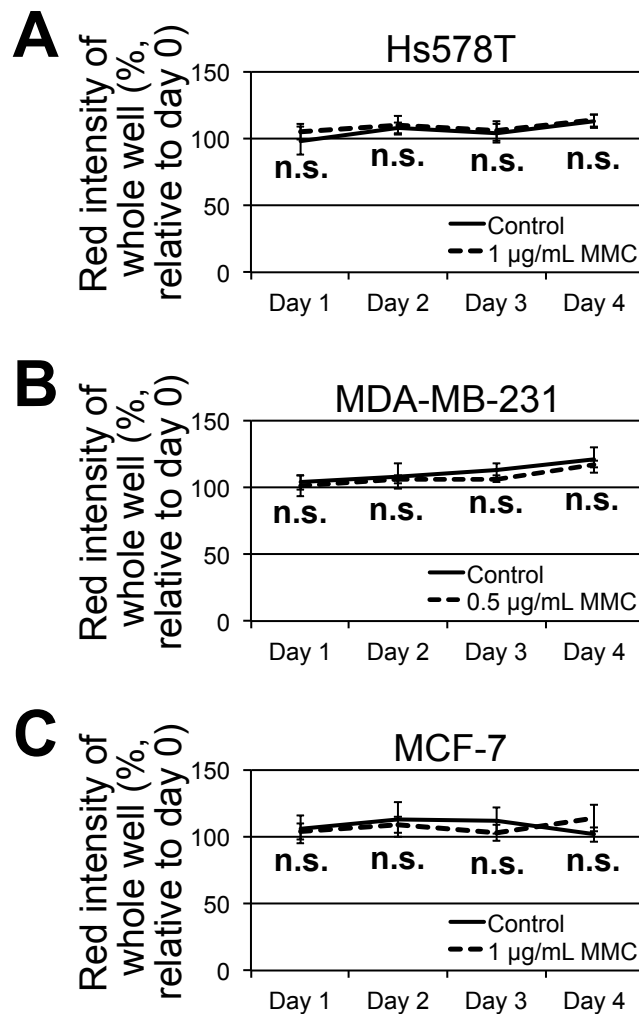 A
Hs578T
Red intensity of
whole well (%,
relative to day 0)
150
100
50
0
n.s. n.s. n.s. n.s.
Control
1 µg/mL MMC
Day 1 Day 2 Day 3 Day 4
B
MDA-MB-231
Red intensity of
whole well (%,
relative to day 0)
150
100
50
0
n.s. n.s. n.s. n.s.
Control
0.5 µg/mL MMC
Day 1 Day 2 Day 3 Day 4
C
MCF-7
Red intensity of
whole well (%,
relative to day 0)
150
100
50
0
n.s. n.s. n.s. n.s.
Control
1 µg/mL MMC
Day 1 Day 2 Day 3 Day 4